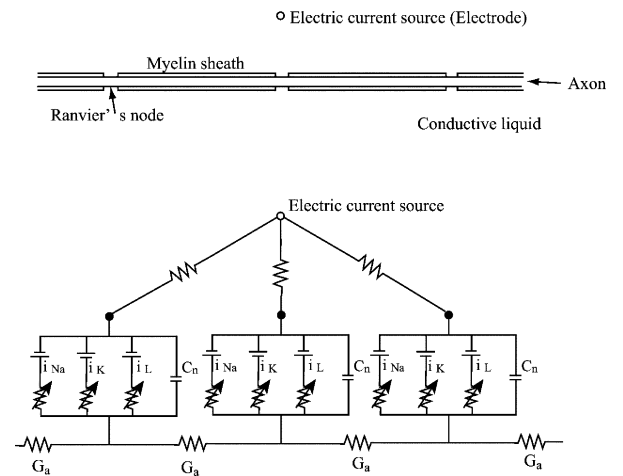 Electric current source (Electrode)
Myelin sheath
Axon
Ranvier' s node
Conductive liquid
Electric current source
i Na i K i L Cn i Na i K i L Cn i Na i K i L Cn
Ga Ga Ga Ga